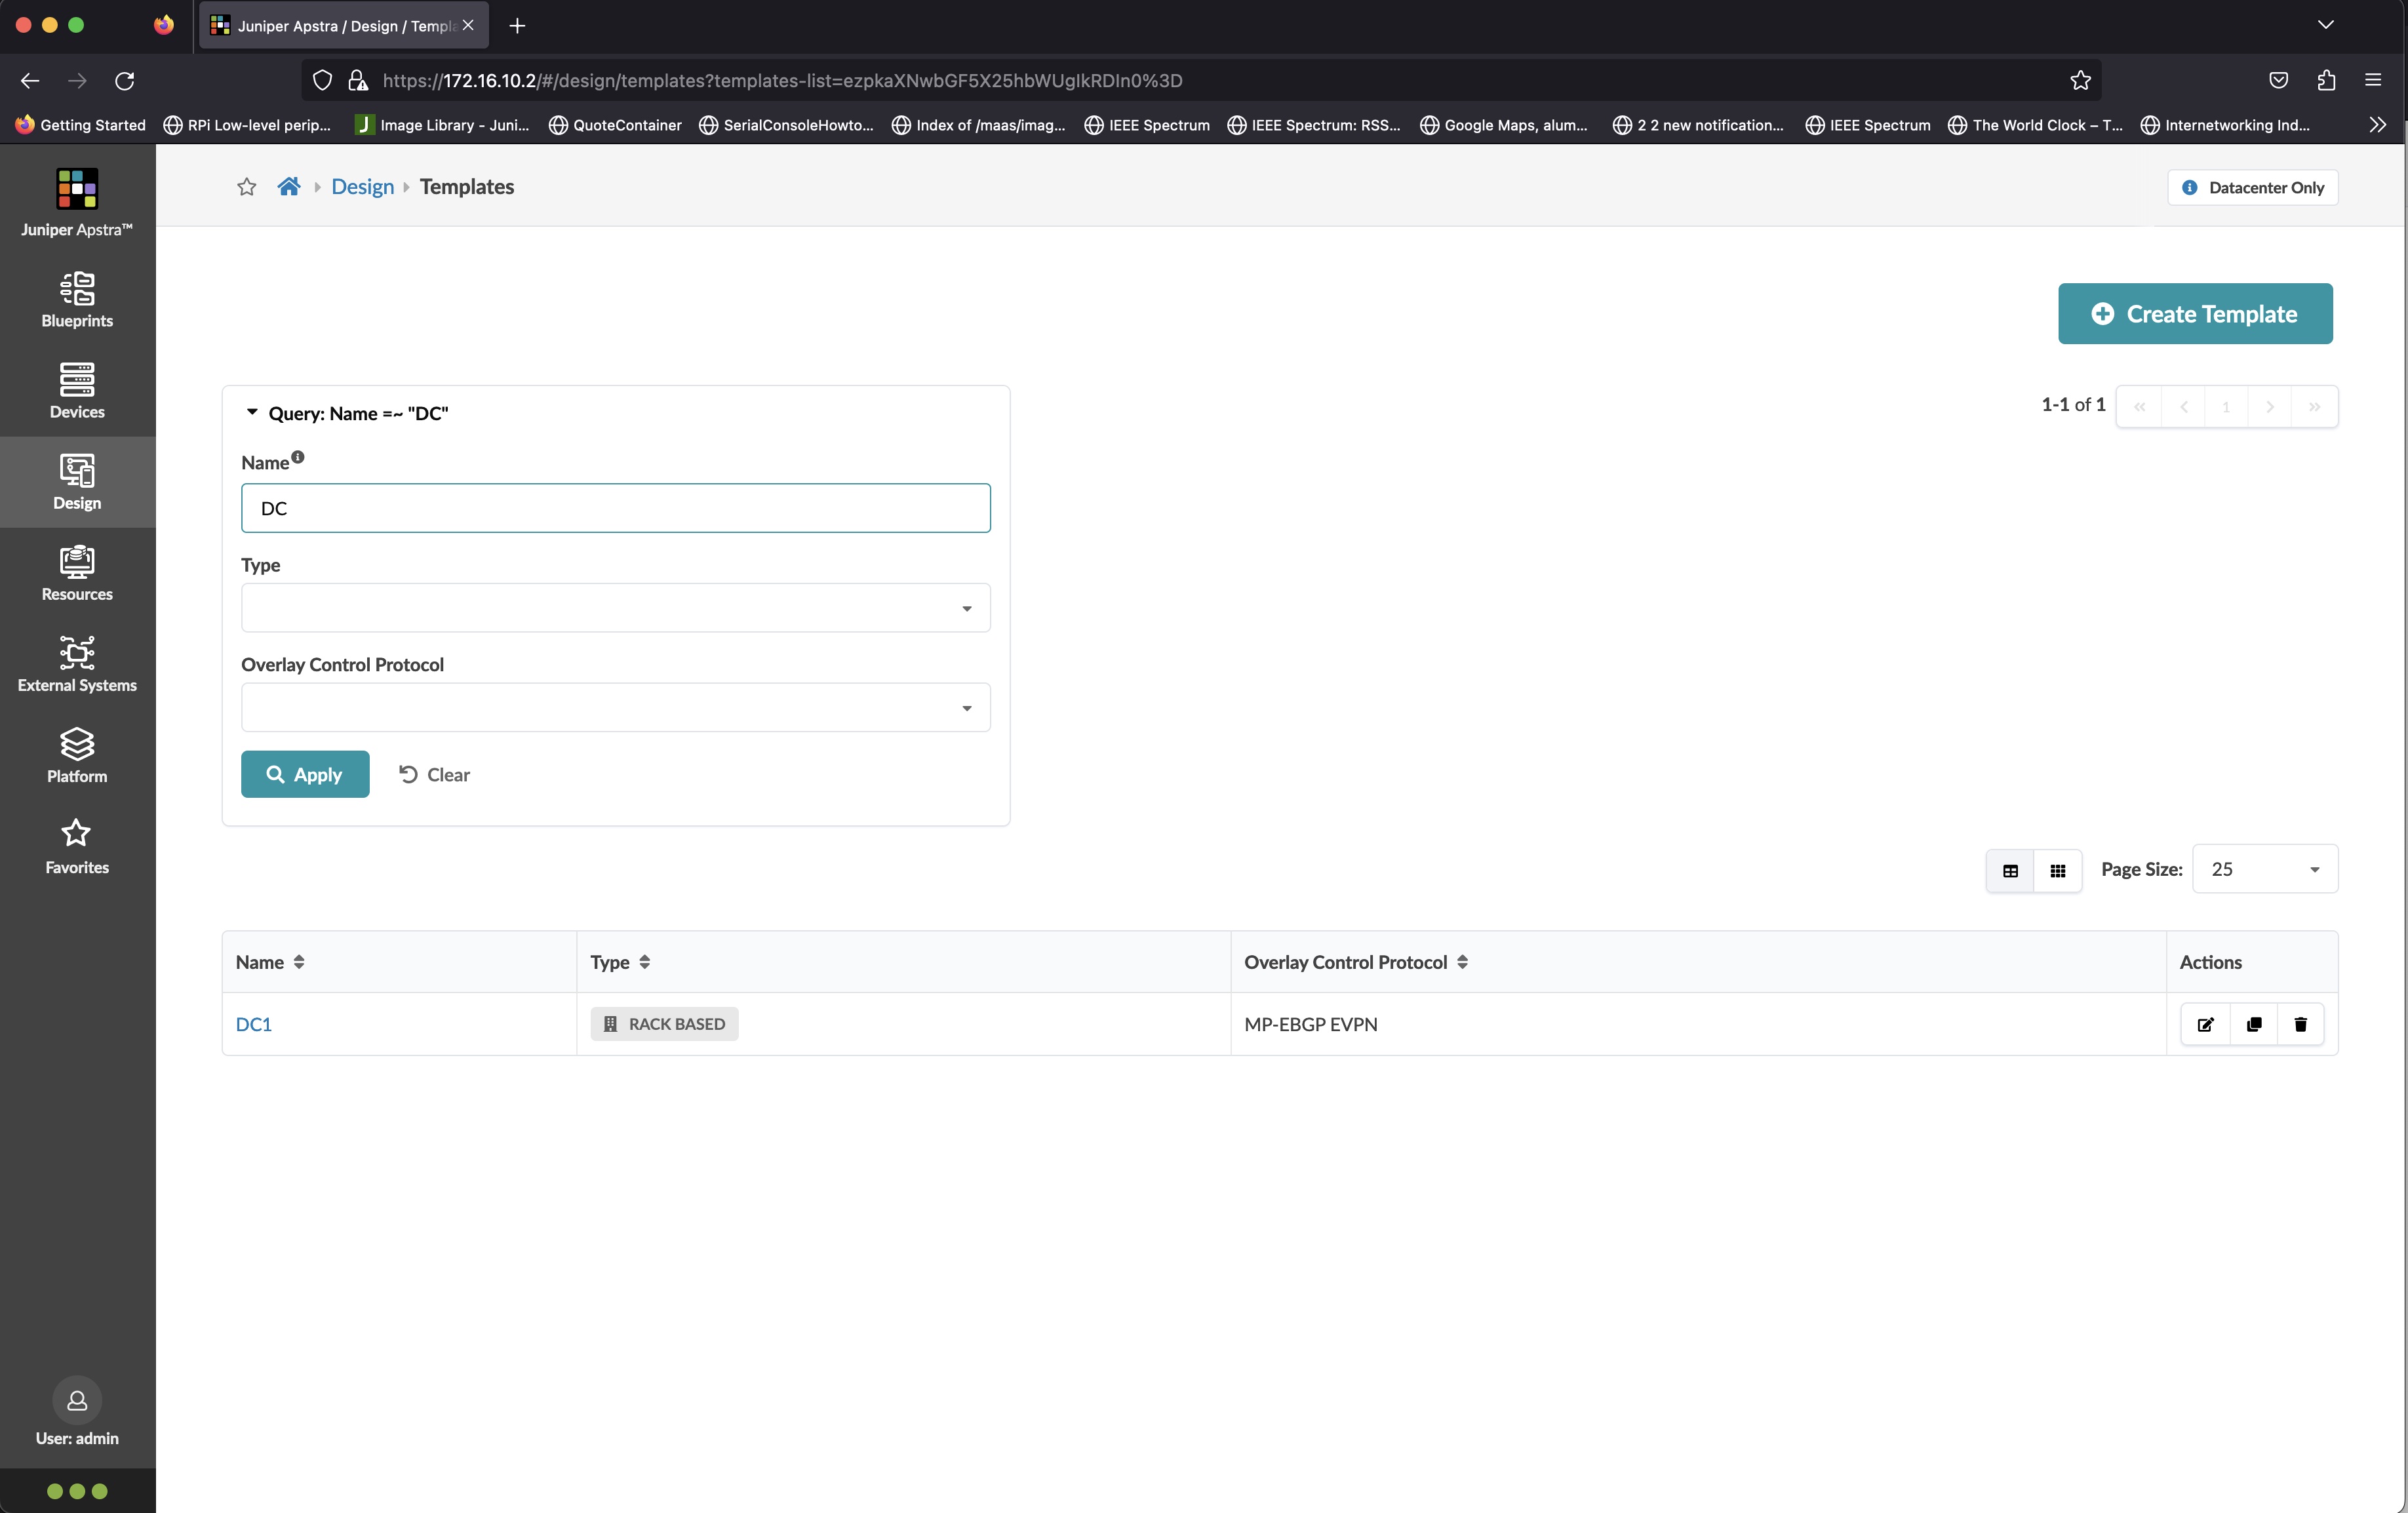 Juniper Apstra / Design / Templa
https://172.16.10.2/#/design/templates?templates-list=ezpkaXNwbGF5X25hbWUgIkRDIn0%3D
Getting Started RPi Low-level perip... Image Library - Juni... QuoteContainer SerialConsoleHowto... Index of /maas/imag... IEEE Spectrum IEEE Spectrum: RSS... Google Maps, alum... 2 2 new notification... IEEE Spectrum The World Clock – T... Internetworking Ind...
Juniper Apstra™
Blueprints
Devices
Design
Resources
External Systems
Platform
Favorites
User: admin
Design Templates
Datacenter Only
Create Template
1-1 of 1 « < 1 > »
Query: Name =~ "DC"
Name
DC
Type
Overlay Control Protocol
Apply Clear
Page Size: 25
Name Type Overlay Control Protocol Actions
DC1 RACK BASED MP-EBGP EVPN